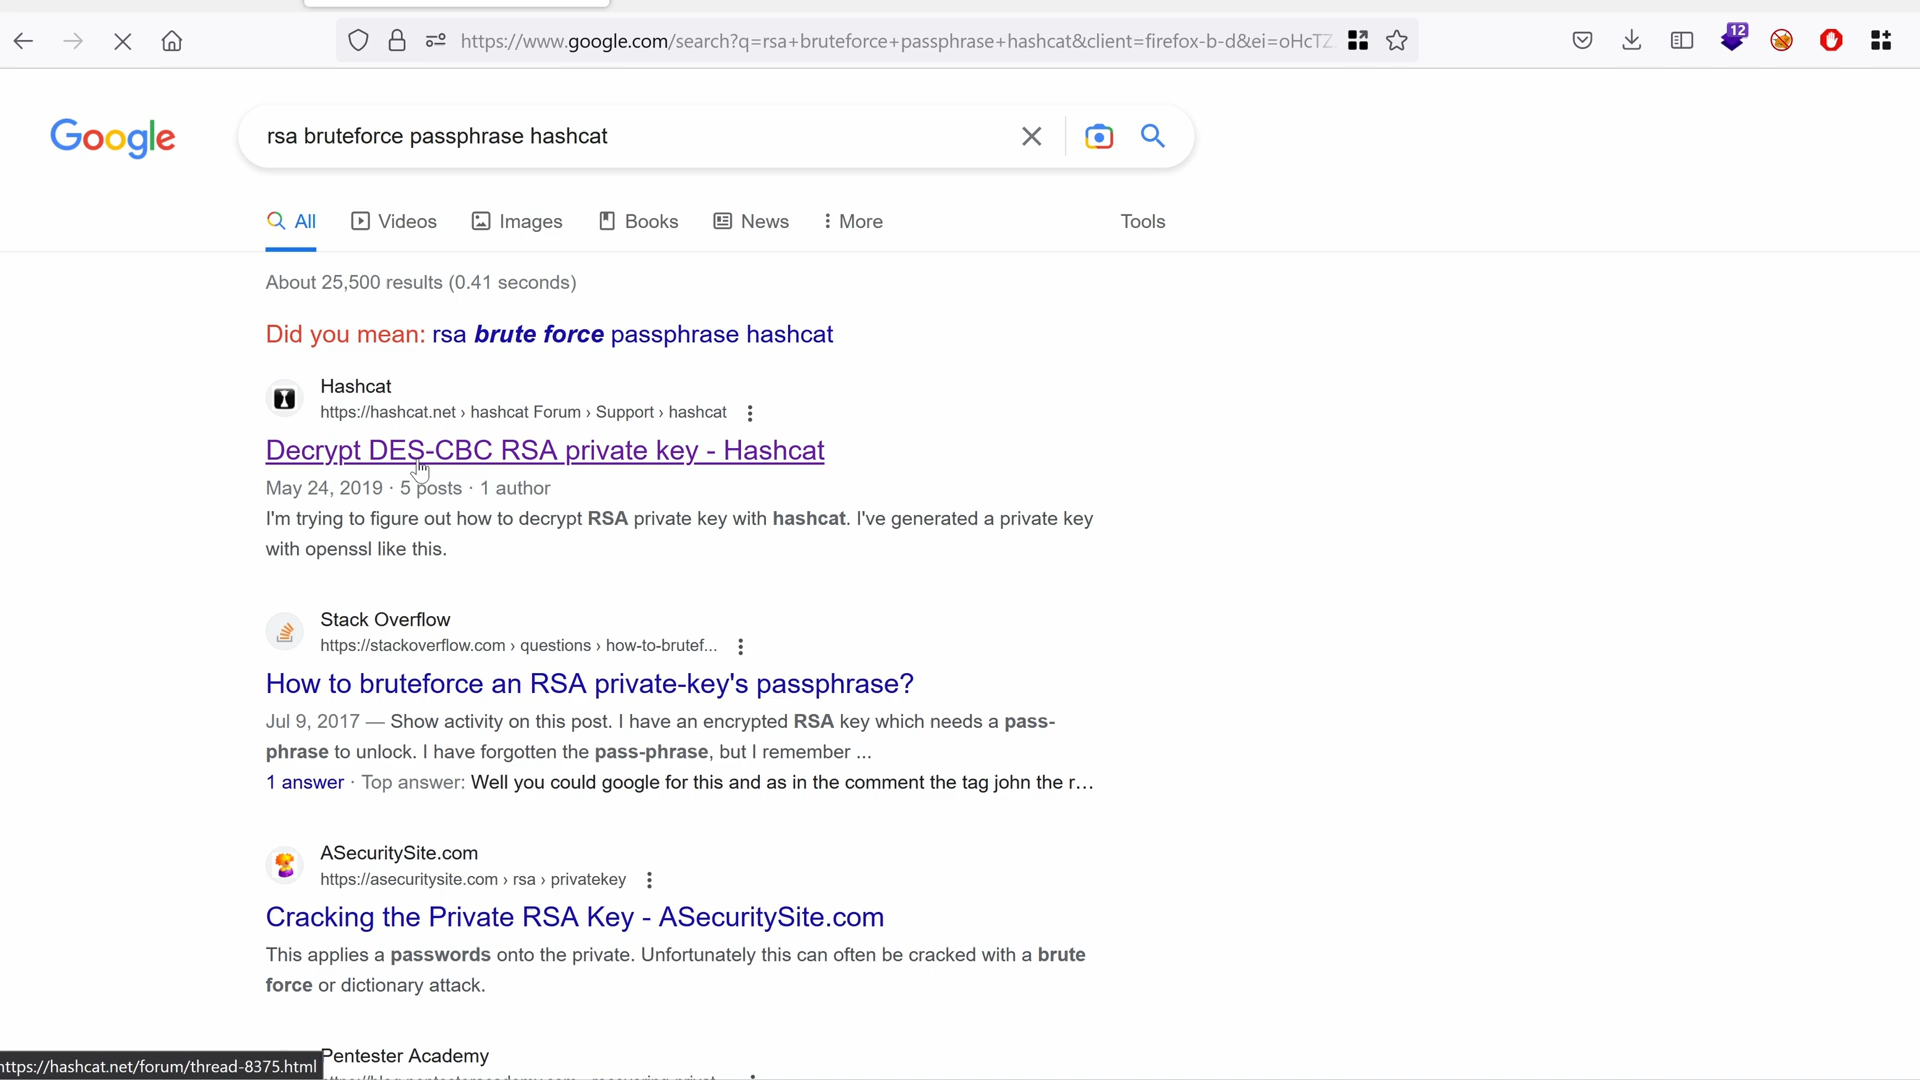 https://www.google.com/search?q=rsa+bruteforce+passphrase+hashcat&client=firefox-b-d&ei=oHcTZ
12
Google
rsa bruteforce passphrase hashcat
All Videos Images Books News More Tools
About 25,500 results (0.41 seconds)
Did you mean: rsa brute force passphrase hashcat
Hashcat
https://hashcat.net › hashcat Forum › Support › hashcat
Decrypt DES-CBC RSA private key - Hashcat
May 24, 2019 · 5 posts · 1 author
I'm trying to figure out how to decrypt RSA private key with hashcat. I've generated a private key
with openssl like this.
Stack Overflow
https://stackoverflow.com › questions › how-to-brutef...
How to bruteforce an RSA private-key's passphrase?
Jul 9, 2017 — Show activity on this post. I have an encrypted RSA key which needs a pass-
phrase to unlock. I have forgotten the pass-phrase, but I remember ...
1 answer · Top answer: Well you could google for this and as in the comment the tag john the r...
ASecuritySite.com
https://asecuritysite.com › rsa › privatekey
Cracking the Private RSA Key - ASecuritySite.com
This applies a passwords onto the private. Unfortunately this can often be cracked with a brute
force or dictionary attack.
Pentester Academy
https://hashcat.net/forum/thread-8375.html